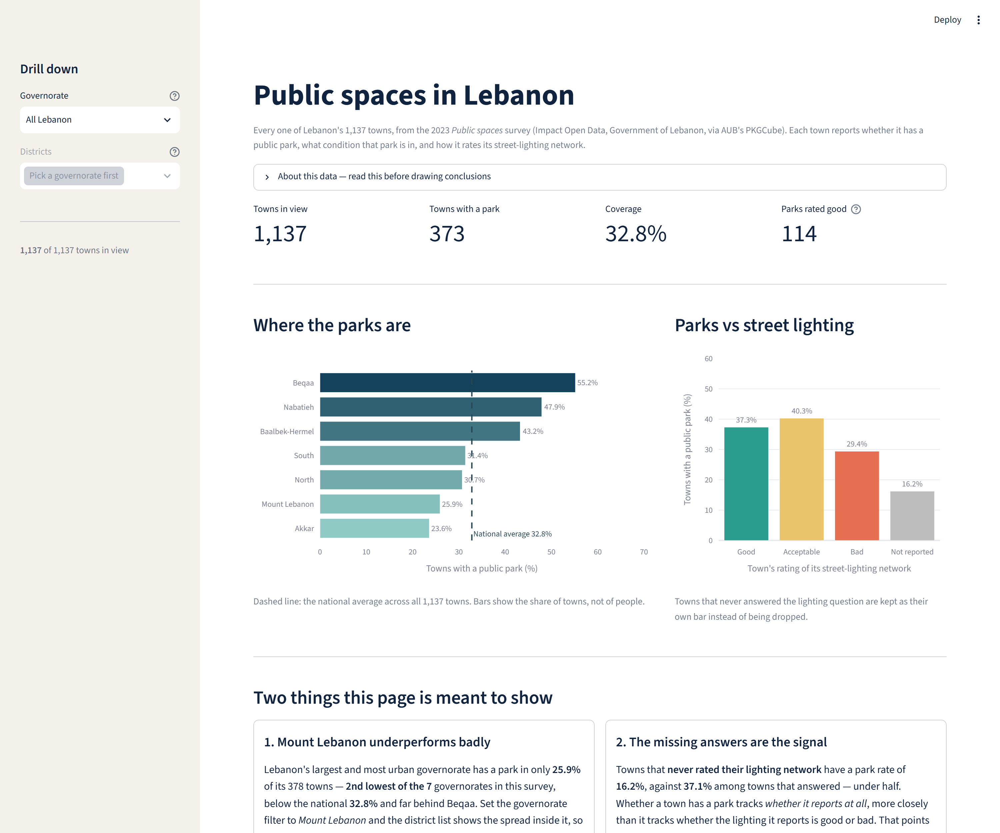 Deploy
Drill down
Governorate
All Lebanon
Districts
Pick a governorate first
1,137 of 1,137 towns in view
Public spaces in Lebanon
Every one of Lebanon's 1,137 towns, from the 2023 Public spaces survey (Impact Open Data, Government of Lebanon, via AUB's PKGCube). Each town reports whether it has a
public park, what condition that park is in, and how it rates its street-lighting network.
About this data — read this before drawing conclusions
Towns in view
1,137
Towns with a park
373
Coverage
32.8%
Parks rated good
114
Where the parks are
Beqaa 55.2%
Nabatieh 47.9%
Baalbek-Hermel 43.2%
South 31.4%
North 30.7%
Mount Lebanon 25.9%
Akkar 23.6%
National average 32.8%
0 10 20 30 40 50 60 70
Towns with a public park (%)
Dashed line: the national average across all 1,137 towns. Bars show the share of towns, not of people.
Parks vs street lighting
Towns with a public park (%)
60
50
40
30
20
10
0
37.3%
40.3%
29.4%
16.2%
Good Acceptable Bad Not reported
Town's rating of its street-lighting network
Towns that never answered the lighting question are kept as their
own bar instead of being dropped.
Two things this page is meant to show
1. Mount Lebanon underperforms badly
Lebanon's largest and most urban governorate has a park in only 25.9%
of its 378 towns — 2nd lowest of the 7 governorates in this survey,
below the national 32.8% and far behind Beqaa. Set the governorate
filter to Mount Lebanon and the district list shows the spread inside it, so
2. The missing answers are the signal
Towns that never rated their lighting network have a park rate of
16.2%, against 37.1% among towns that answered — under half.
Whether a town has a park tracks whether it reports at all, more closely
than it tracks whether the lighting it reports is good or bad. That points